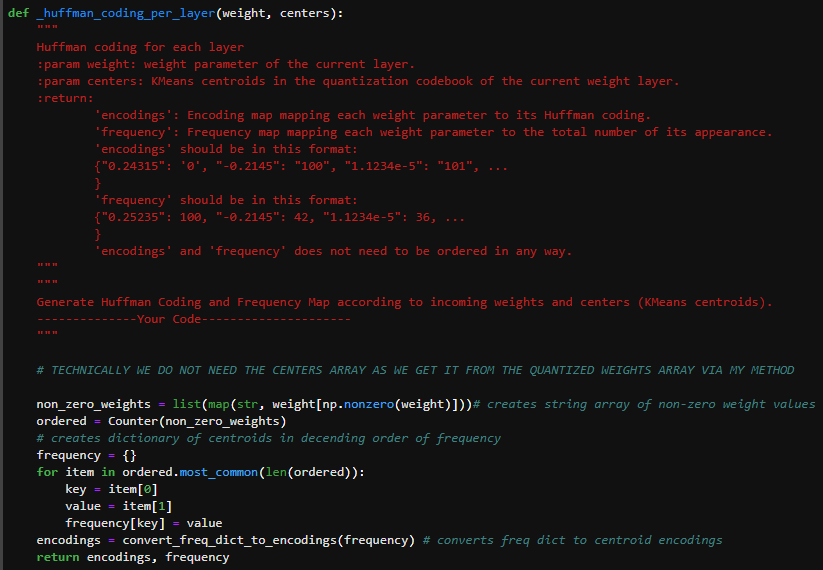 def _huffman_coding_per_layer(weight, centers):
"""
Huffman coding for each layer
:param weight: weight parameter of the current layer.
:param centers: KMeans centroids in the quantization codebook of the current weight layer.
:return:
'encodings': Encoding map mapping each weight parameter to its Huffman coding.
'frequency': Frequency map mapping each weight parameter to the total number of its appearance.
'encodings' should be in this format:
{"0.24315": '0', "-0.2145": "100", "1.1234e-5": "101", ...
}
'frequency' should be in this format:
{"0.25235": 100, "-0.2145": 42, "1.1234e-5": 36, ...
}
'encodings' and 'frequency' does not need to be ordered in any way.
"""
"""
Generate Huffman Coding and Frequency Map according to incoming weights and centers (KMeans centroids).
--------------Your Code---------------------
"""
# TECHNICALLY WE DO NOT NEED THE CENTERS ARRAY AS WE GET IT FROM THE QUANTIZED WEIGHTS ARRAY VIA MY METHOD
non_zero_weights = list(map(str, weight[np.nonzero(weight)]))# creates string array of non-zero weight values
ordered = Counter(non_zero_weights)
# creates dictionary of centroids in decending order of frequency
frequency = {}
for item in ordered.most_common(len(ordered)):
key = item[0]
value = item[1]
frequency[key] = value
encodings = convert_freq_dict_to_encodings(frequency) # converts freq dict to centroid encodings
return encodings, frequency